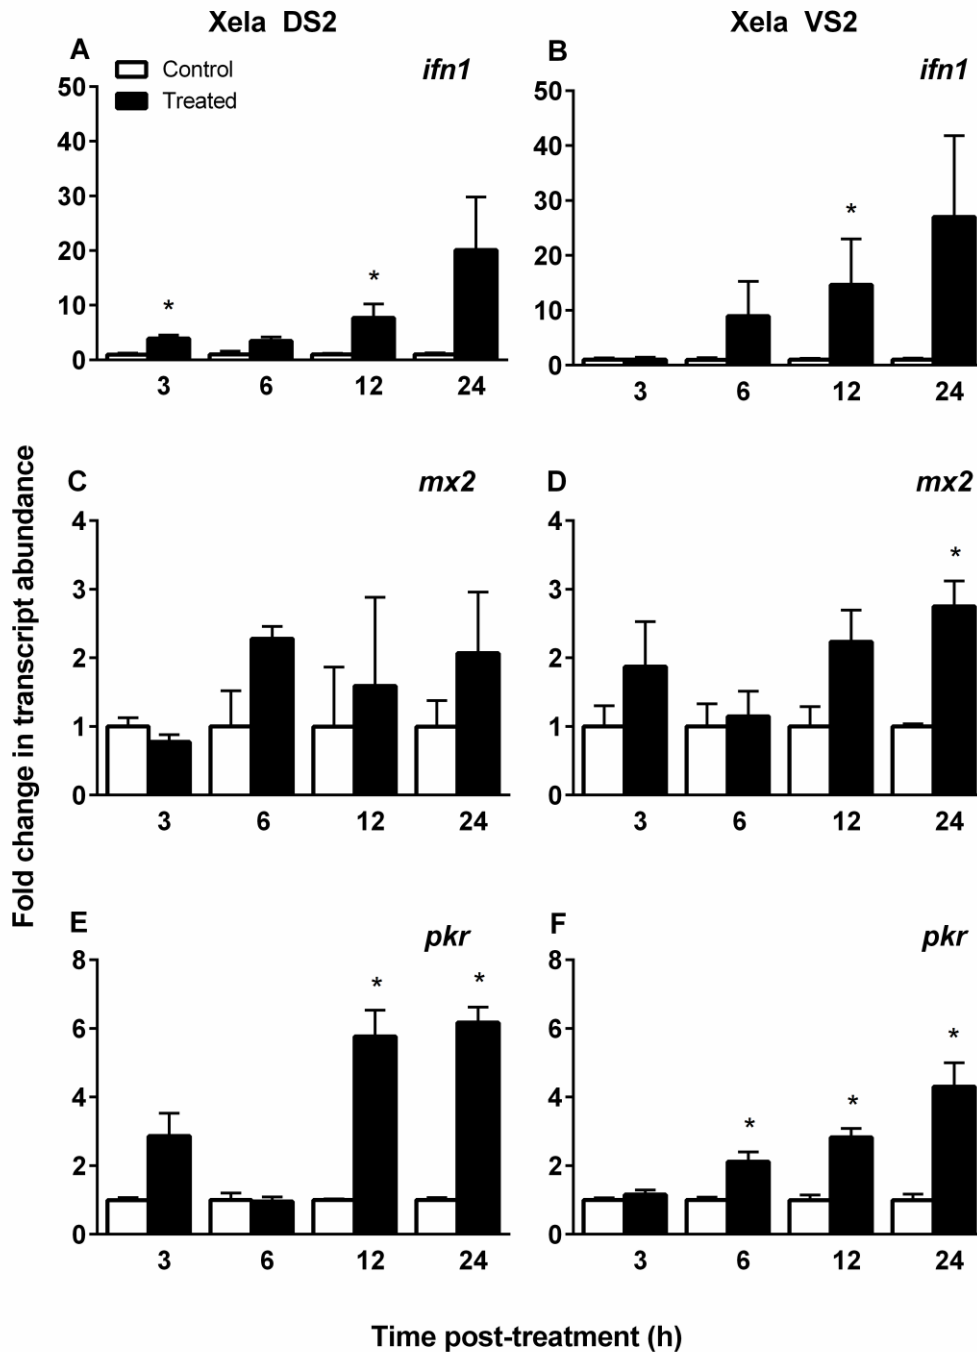 Xela DS2
Xela VS2
A
Control
Treated
ifn1
50
40
30
20
10
0
3 6 12 24
B
ifn1
50
40
30
20
10
0
3 6 12 24
*
*
*
Fold change in transcript abundance
C
mx2
4
3
2
1
0
3 6 12 24
D
mx2
4
3
2
1
0
3 6 12 24
*
E
pkr
8
6
4
2
0
3 6 12 24
* *
F
pkr
8
6
4
2
0
3 6 12 24
* * *
Time post-treatment (h)